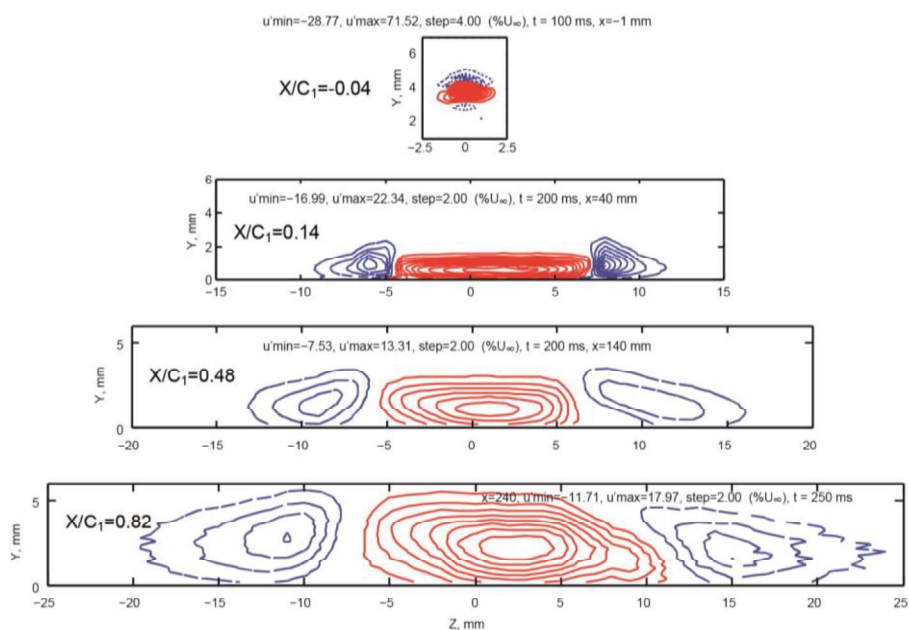 u'min=−28.77, u'max=71.52, step=4.00 (%U∞), t = 100 ms, x=−1 mm
X/C1=-0.04
Y, mm
6
4
2
−2.5 0 2.5
u'min=−16.99, u'max=22.34, step=2.00 (%U∞), t = 200 ms, x=40 mm
X/C1=0.14
Y, mm
6
4
2
0
−15 −10 −5 0 5 10 15
u'min=−7.53, u'max=13.31, step=2.00 (%U∞), t = 200 ms, x=140 mm
X/C1=0.48
Y, mm
5
0
−20 −15 −10 −5 0 5 10 15 20
x=240, u'min=−11.71, u'max=17.97, step=2.00 (%U∞), t = 250 ms
X/C1=0.82
Y, mm
5
0
−25 −20 −15 −10 −5 0 5 10 15 20 25
Z, mm